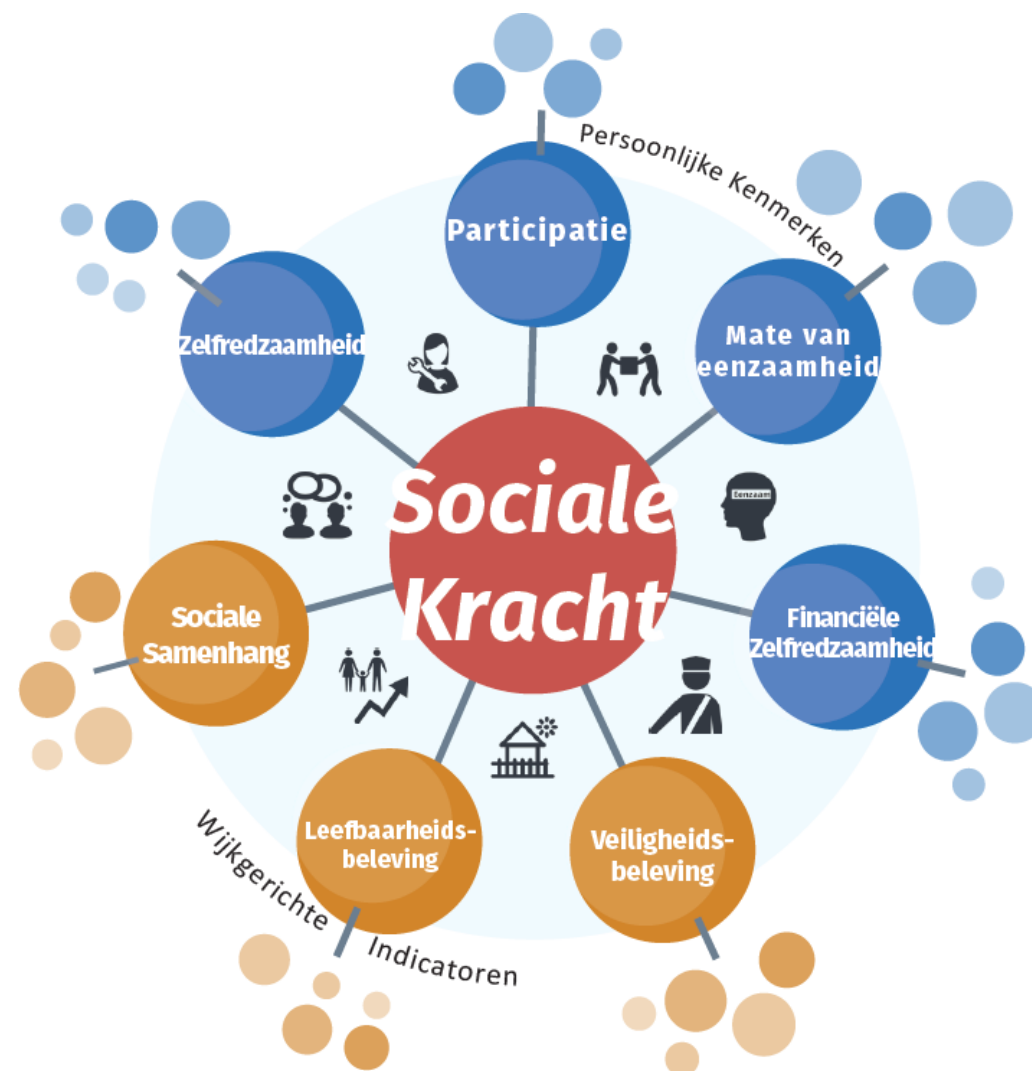 Persoonlijke Kenmerken
Participatie
Zelfredzaamheid
Mate van
eenzaamheid
Sociale
Kracht
Eenzaam
Sociale
Samenhang
Financiële
Zelfredzaamheid
Leefbaarheids-
beleving
Veiligheids-
beleving
Wijkgerichte
Indicatoren